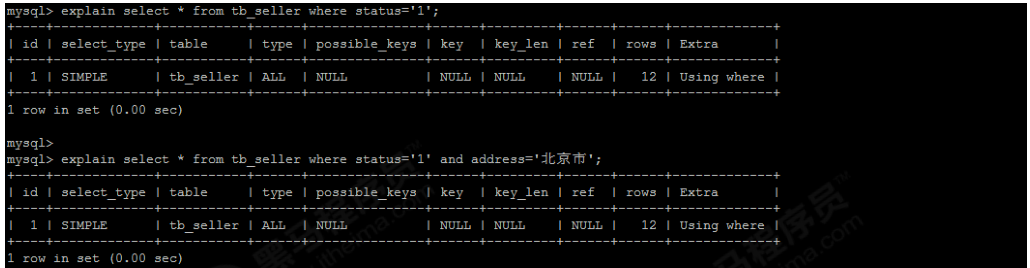 mysql> explain select * from tb_seller where status='1';
+----+-------------+-----------+------+---------------+------+---------+------+------+-------------+
| id | select_type | table | type | possible_keys | key | key_len | ref | rows | Extra |
+----+-------------+-----------+------+---------------+------+---------+------+------+-------------+
| 1 | SIMPLE | tb_seller | ALL | NULL | NULL | NULL | NULL | 12 | Using where |
+----+-------------+-----------+------+---------------+------+---------+------+------+-------------+
1 row in set (0.00 sec)
mysql>
mysql> explain select * from tb_seller where status='1' and address='北京市';
+----+-------------+-----------+------+---------------+------+---------+------+------+-------------+
| id | select_type | table | type | possible_keys | key | key_len | ref | rows | Extra |
+----+-------------+-----------+------+---------------+------+---------+------+------+-------------+
| 1 | SIMPLE | tb_seller | ALL | NULL | NULL | NULL | NULL | 12 | Using where |
+----+-------------+-----------+------+---------------+------+---------+------+------+-------------+
1 row in set (0.00 sec)